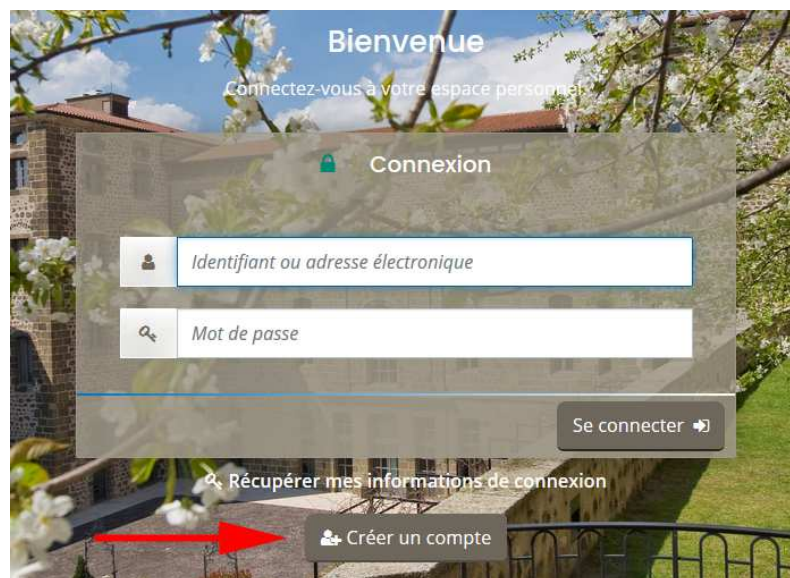 Bienvenue
Connectez-vous à votre espace personnel.
Connexion
Identifiant ou adresse électronique
Mot de passe
Se connecter
Récupérer mes informations de connexion
Créer un compte